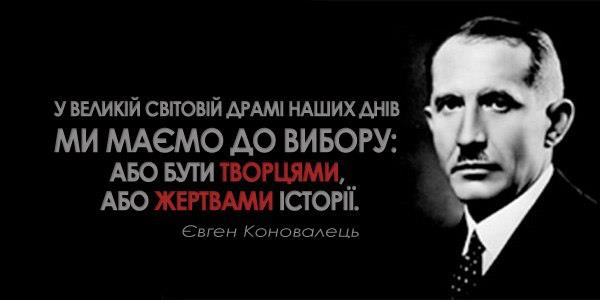 У ВЕЛИКІЙ СВІТОВІЙ ДРАМІ НАШИХ ДНІВ
МИ МАЄМО ДО ВИБОРУ:
АБО БУТИ ТВОРЦЯМИ,
АБО ЖЕРТВАМИ ІСТОРІЇ.
Євген Коновалець